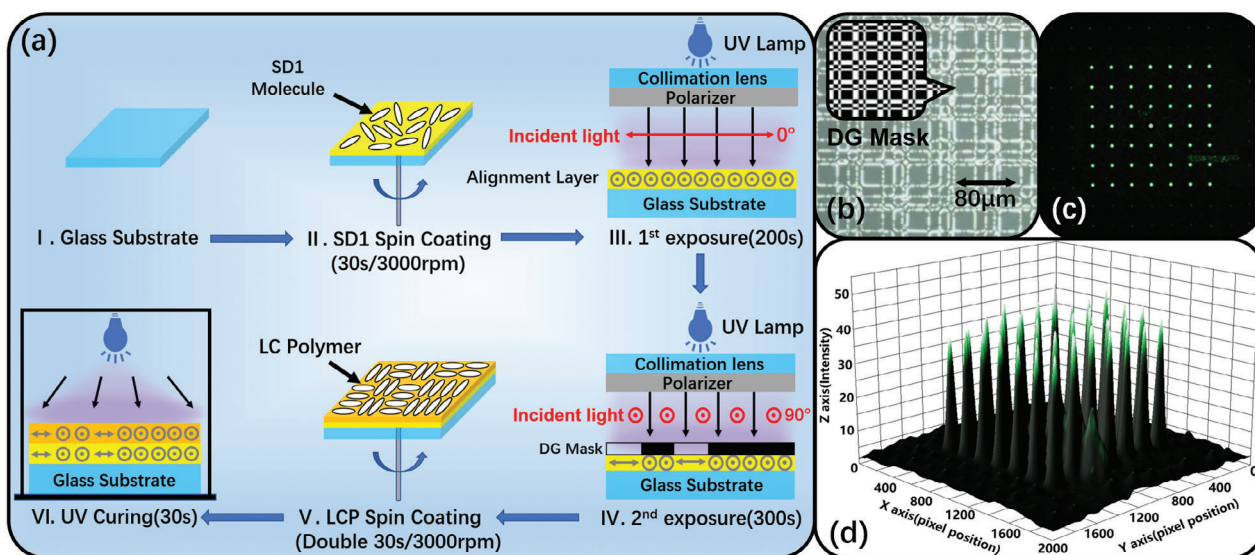 (a)
I . Glass Substrate
SD1
Molecule
II . SD1 Spin Coating
(30s/3000rpm)
UV Lamp
Collimation lens
Polarizer
Incident light
0°
Alignment Layer
Glass Substrate
III. 1st exposure(200s)
UV Lamp
Collimation lens
Polarizer
Incident light
90°
DG Mask
Glass Substrate
IV. 2nd exposure(300s)
LC Polymer
V . LCP Spin Coating
(Double 30s/3000rpm)
Glass Substrate
VI. UV Curing(30s)
DG Mask
80μm
(b)
(c)
Z axis(Intensity)
50
40
30
20
10
0
400
800
1200
1600
2000
X axis(pixel position)
1600
1200
800
400
0
Y axis(pixel position)
(d)